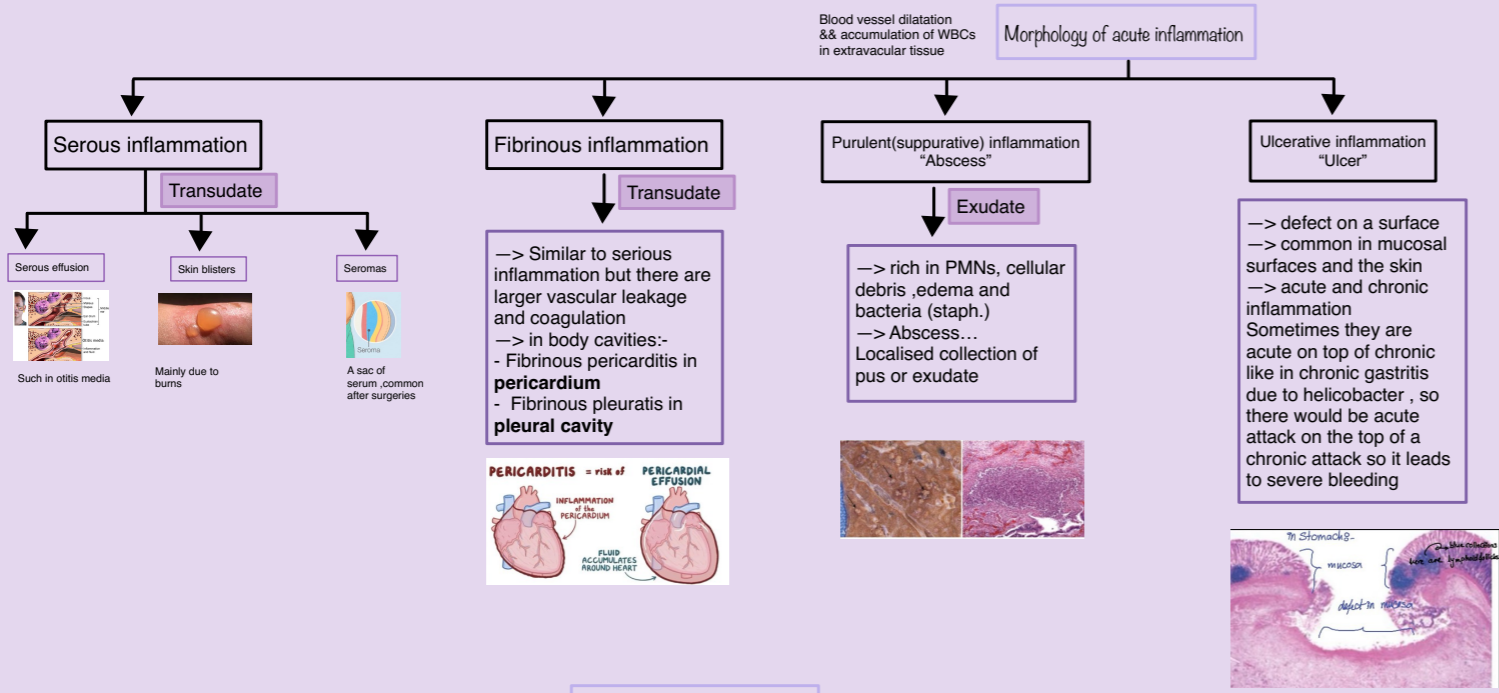 Blood vessel dilatation
&& accumulation of WBCs
in extravacular tissue
Morphology of acute inflammation
Serous inflammation
Transudate
Serous effusion
Such in otitis media
Skin blisters
Mainly due to
burns
Seromas
Seroma
A sac of
serum ,common
after surgeries
Fibrinous inflammation
Transudate
—> Similar to serious
inflammation but there are
larger vascular leakage
and coagulation
—> in body cavities:-
- Fibrinous pericarditis in
pericardium
- Fibrinous pleuratis in
pleural cavity
PERICARDITIS = risk of PERICARDIAL
EFFUSION
INFLAMMATION
of the
PERICARDIUM
FLUID
ACCUMULATES
AROUND HEART
Purulent(suppurative) inflammation
“Abscess”
Exudate
—> rich in PMNs, cellular
debris ,edema and
bacteria (staph.)
—> Abscess…
Localised collection of
pus or exudate
Ulcerative inflammation
“Ulcer”
—> defect on a surface
—> common in mucosal
surfaces and the skin
—> acute and chronic
inflammation
Sometimes they are
acute on top of chronic
like in chronic gastritis
due to helicobacter , so
there would be acute
attack on the top of a
chronic attack so it leads
to severe bleeding
in Stomach:-
mucosa
blue collections
here are lymphoid follicles
defect in mucosa